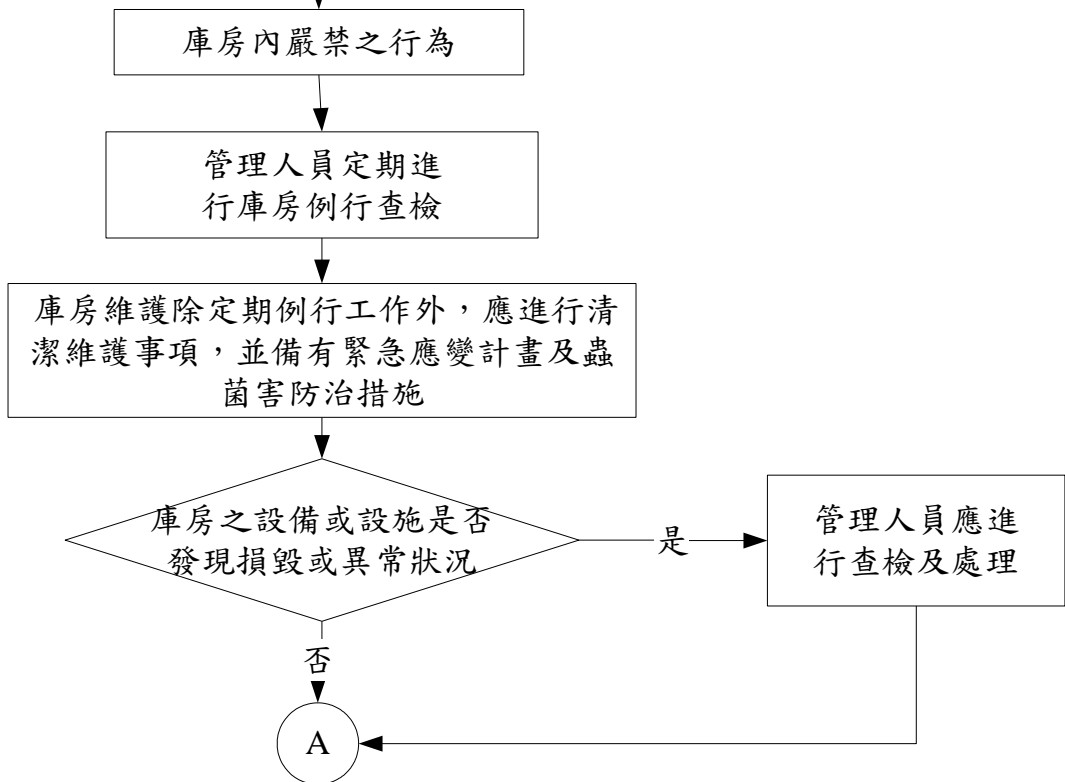 庫房內嚴禁之行為
管理人員定期進
行庫房例行查檢
庫房維護除定期例行工作外，應進行清
潔維護事項，並備有緊急應變計畫及蟲
菌害防治措施
庫房之設備或設施是否
發現損毀或異常狀況
是
管理人員應進
行查檢及處理
否
A